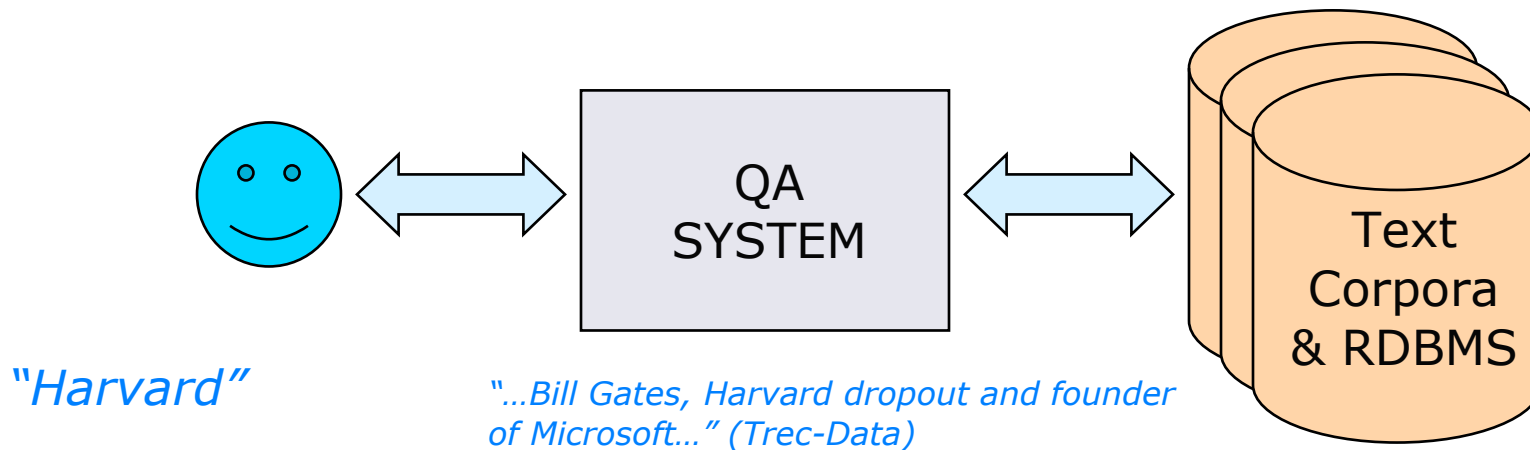 QA
SYSTEM
Text
Corpora
& RDBMS
“Harvard”
“…Bill Gates, Harvard dropout and founder
of Microsoft…” (Trec-Data)